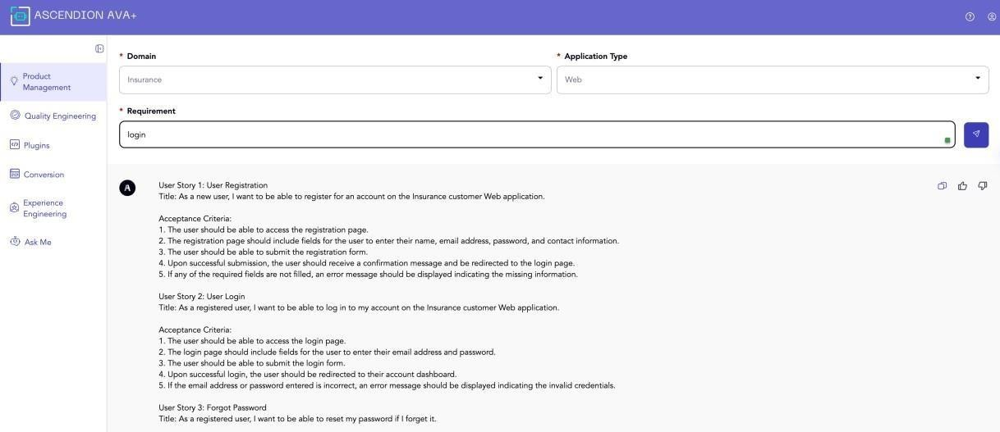 ASCENDION AVA+
Product
Management
Quality Engineering
Plugins
Conversion
Experience
Engineering
Ask Me
* Domain
Insurance
* Application Type
Web
* Requirement
login
A
User Story 1: User Registration
Title: As a new user, I want to be able to register for an account on the Insurance customer Web application.
Acceptance Criteria:
1. The user should be able to access the registration page.
2. The registration page should include fields for the user to enter their name, email address, password, and contact information.
3. The user should be able to submit the registration form.
4. Upon successful submission, the user should receive a confirmation message and be redirected to the login page.
5. If any of the required fields are not filled, an error message should be displayed indicating the missing information.
User Story 2: User Login
Title: As a registered user, I want to be able to log in to my account on the Insurance customer Web application.
Acceptance Criteria:
1. The user should be able to access the login page.
2. The login page should include fields for the user to enter their email address and password.
3. The user should be able to submit the login form.
4. Upon successful login, the user should be redirected to their account dashboard.
5. If the email address or password entered is incorrect, an error message should be displayed indicating the invalid credentials.
User Story 3: Forgot Password
Title: As a registered user, I want to be able to reset my password if I forget it.